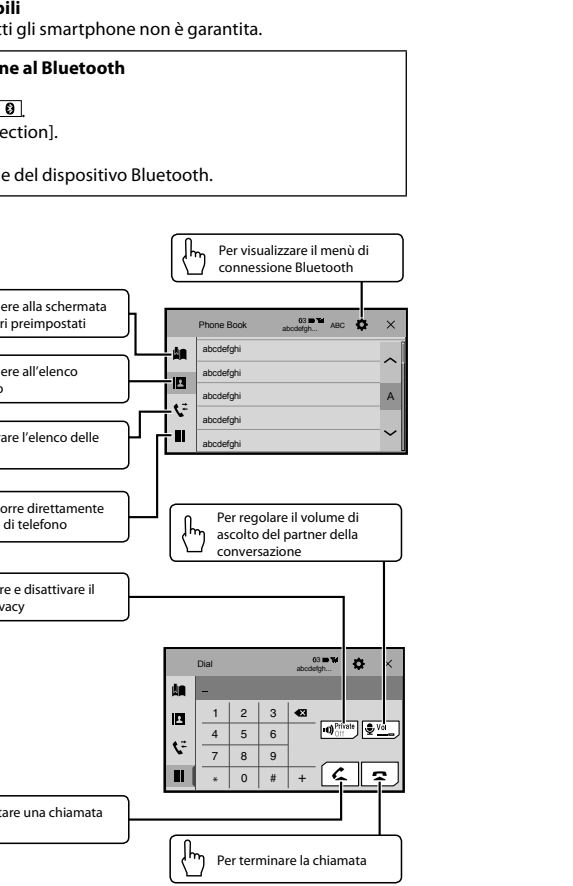 bili
tti gli smartphone non è garantita.
ne al Bluetooth
ection].
e del dispositivo Bluetooth.
Per visualizzare il menù di
connessione Bluetooth
ere alla schermata
ri preimpostati
ere all'elenco
o
rare l'elenco delle
orre direttamente
di telefono
Phone Book
03
abcdefgh...
ABC
abcdefghi
abcdefghi
abcdefghi
A
abcdefghi
abcdefghi
Per regolare il volume di
ascolto del partner della
conversazione
re e disattivare il
vacy
Dial
03
abcdefgh...
–
1 2 3
4 5 6
7 8 9
* 0 # +
Private
Off
Vol
tare una chiamata
Per terminare la chiamata